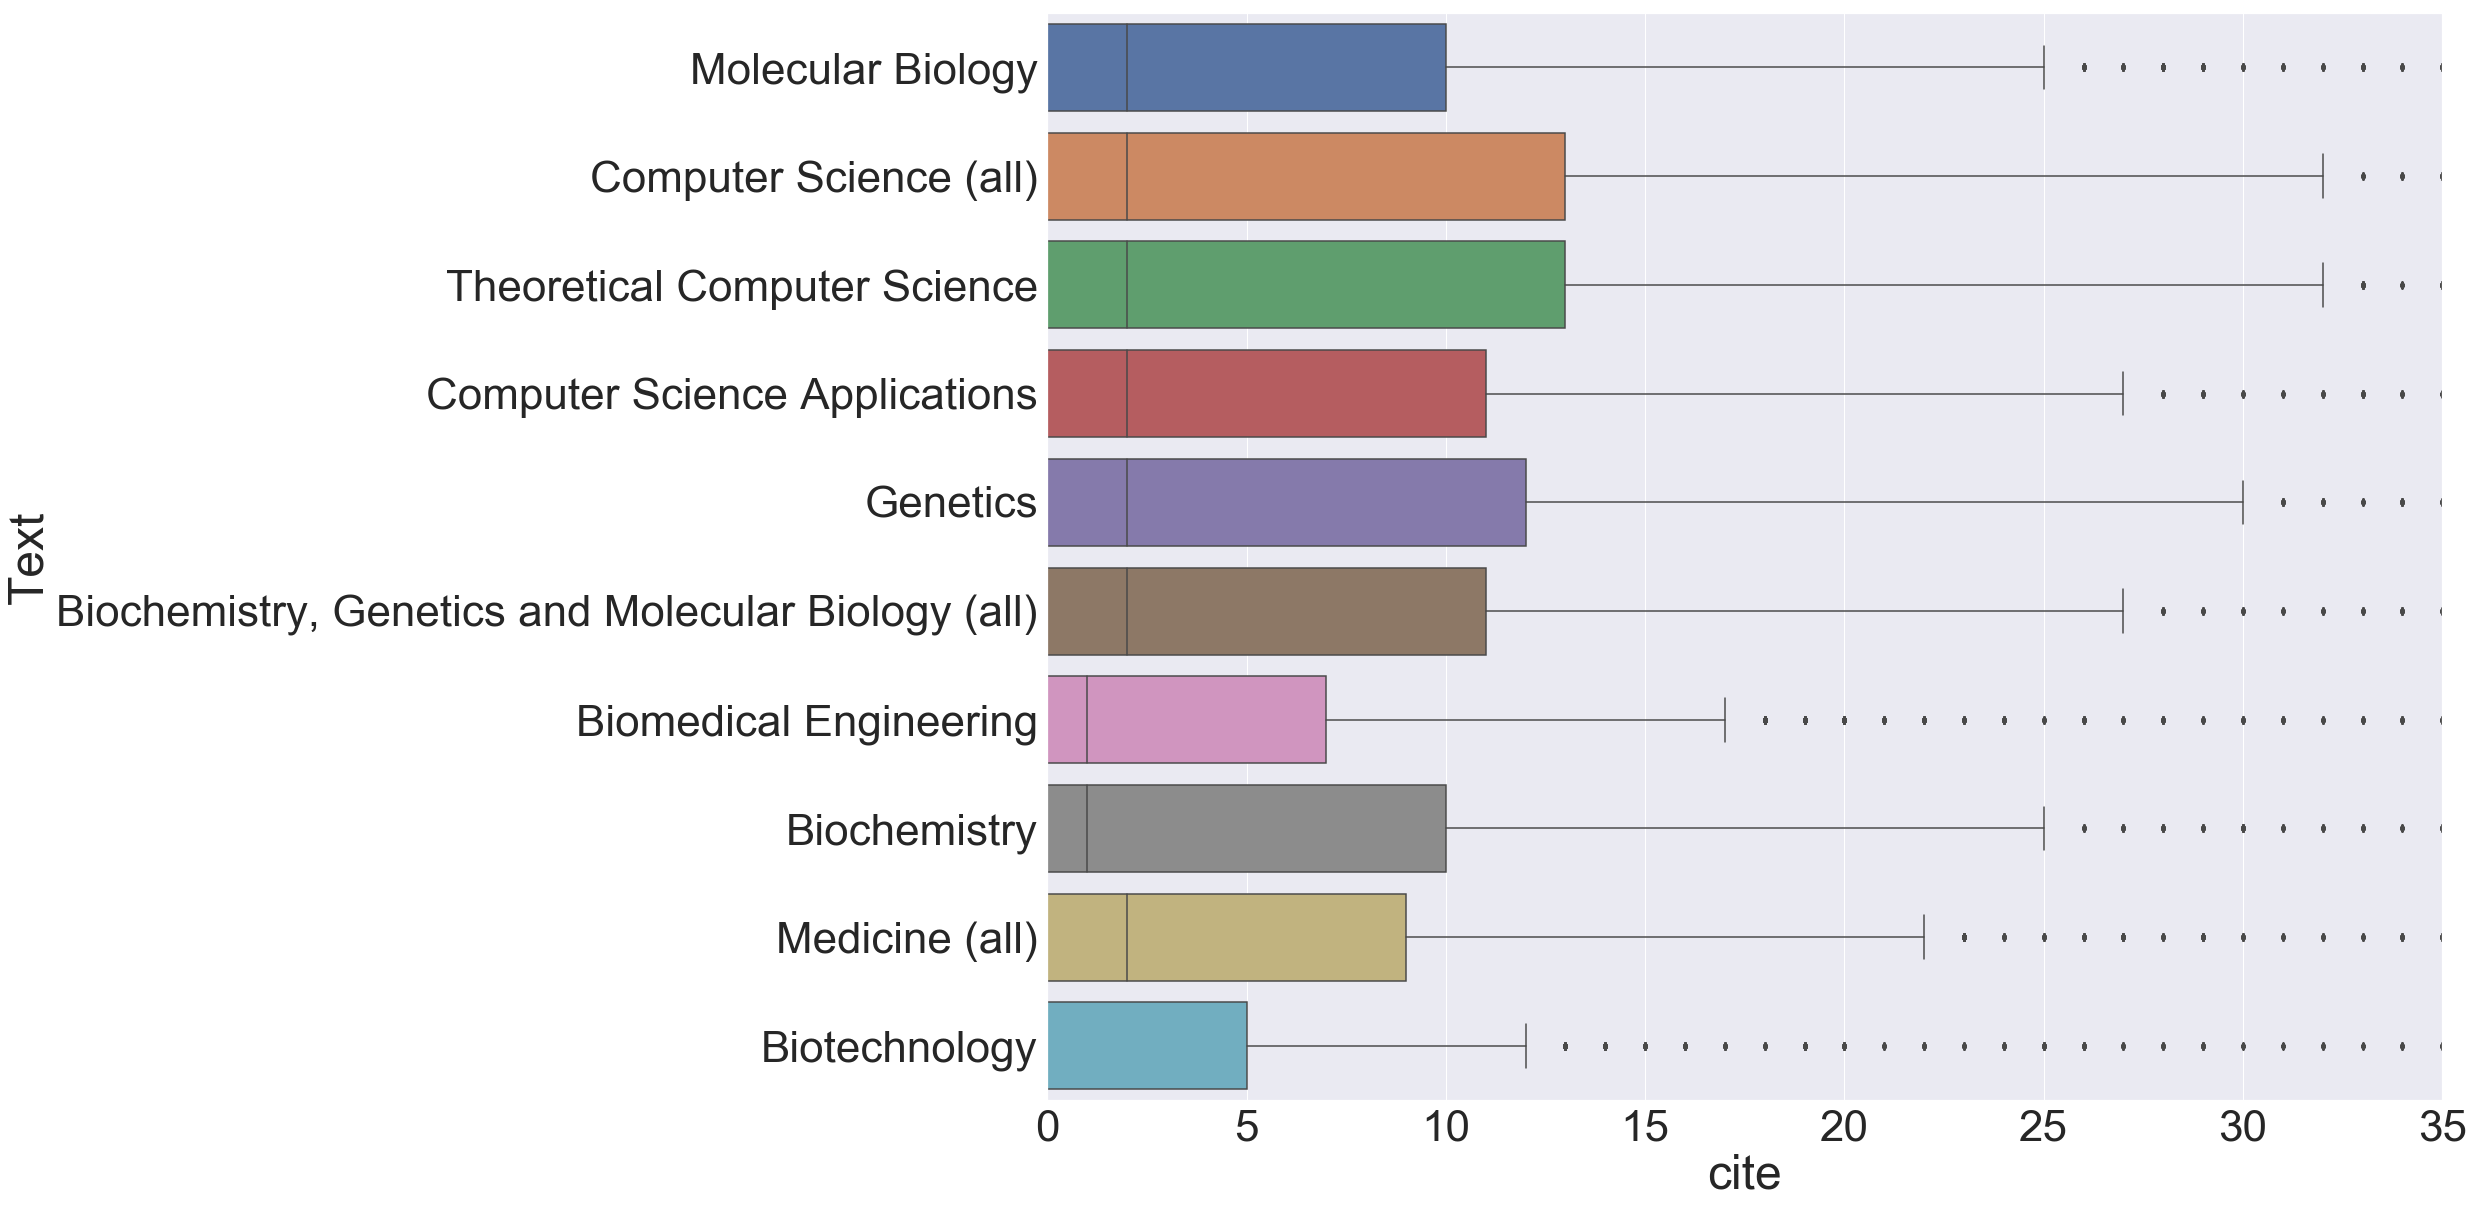 Molecular Biology
Computer Science (all)
Theoretical Computer Science
Computer Science Applications
Genetics
Text
Biochemistry, Genetics and Molecular Biology (all)
Biomedical Engineering
Biochemistry
Medicine (all)
Biotechnology
0 5 10 15 20 25 30 35
cite